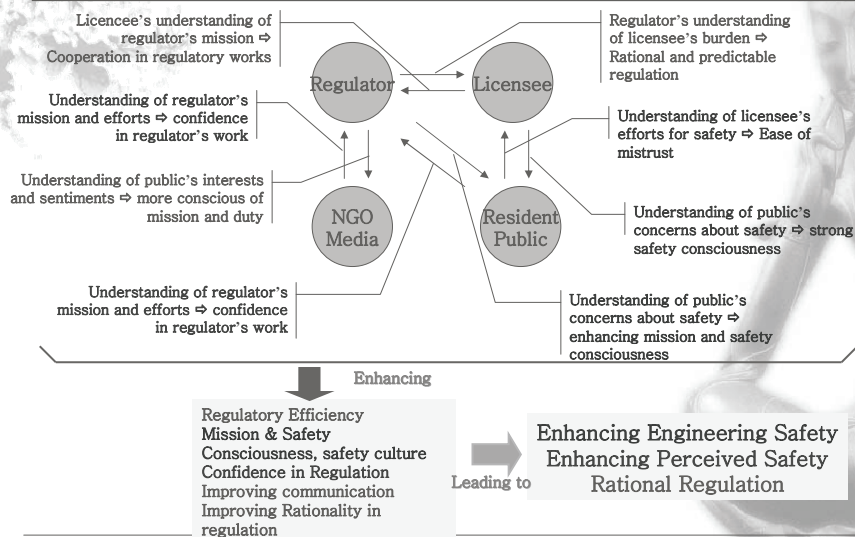 Licencee's understanding of
regulator's mission ⇨
Cooperation in regulatory works
Regulator's understanding
of licensee's burden ⇨
Rational and predictable
regulation
Regulator
Licensee
Understanding of regulator's
mission and efforts ⇨ confidence
in regulator's work
Understanding of licensee's
efforts for safety ⇨ Ease of
mistrust
Understanding of public's interests
and sentiments ⇨ more conscious of
mission and duty
NGO
Media
Resident
Public
Understanding of public's
concerns about safety ⇨ strong
safety consciousness
Understanding of regulator's
mission and efforts ⇨ confidence
in regulator's work
Understanding of public's
concerns about safety ⇨
enhancing mission and safety
consciousness
Enhancing
Regulatory Efficiency
Mission & Safety
Consciousness, safety culture
Confidence in Regulation
Improving communication
Improving Rationality in
regulation
Leading to
Enhancing Engineering Safety
Enhancing Perceived Safety
Rational Regulation